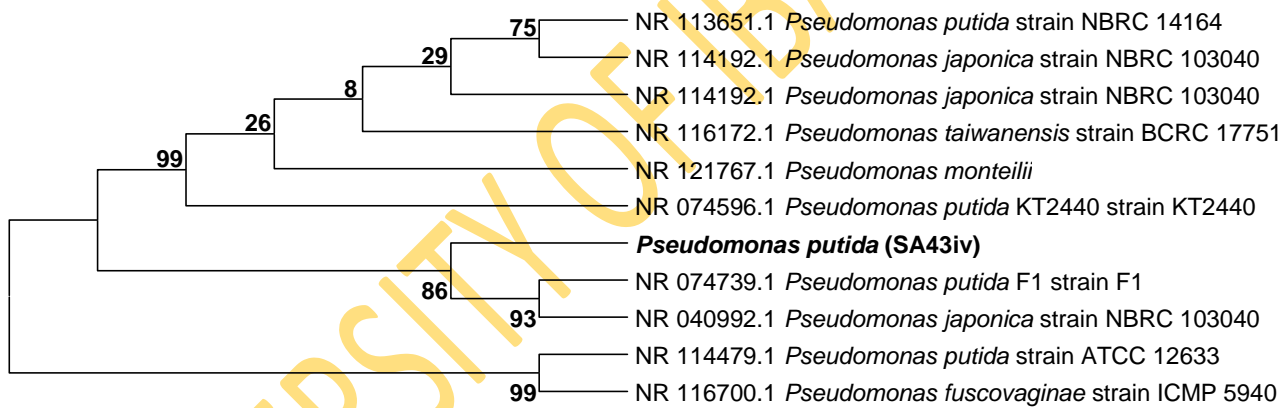 NR 113651.1 Pseudomonas putida strain NBRC 14164
75
NR 114192.1 Pseudomonas japonica strain NBRC 103040
29
NR 114192.1 Pseudomonas japonica strain NBRC 103040
8
NR 116172.1 Pseudomonas taiwanensis strain BCRC 17751
26
NR 121767.1 Pseudomonas monteilii
99
NR 074596.1 Pseudomonas putida KT2440 strain KT2440
Pseudomonas putida (SA43iv)
86
NR 074739.1 Pseudomonas putida F1 strain F1
93
NR 040992.1 Pseudomonas japonica strain NBRC 103040
NR 114479.1 Pseudomonas putida strain ATCC 12633
99
NR 116700.1 Pseudomonas fuscovaginae strain ICMP 5940
OF